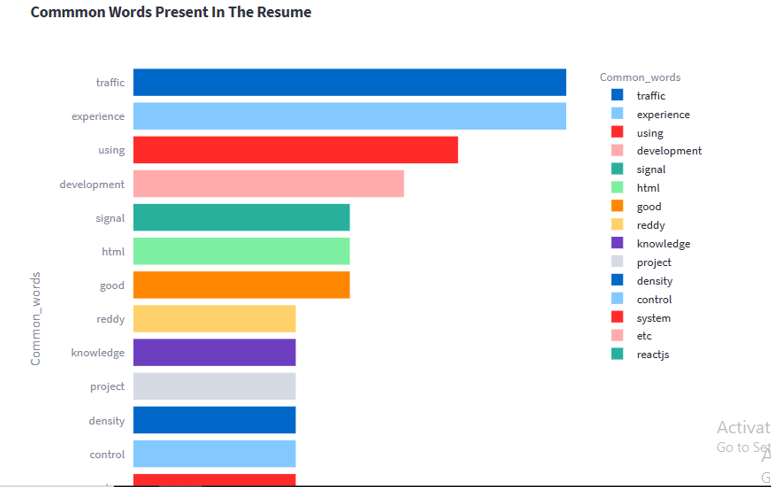 Commmon Words Present In The Resume
traffic
experience
using
development
signal
html
good
reddy
knowledge
project
density
control
Common_words
Common_words
traffic
experience
using
development
signal
html
good
reddy
knowledge
project
density
control
system
etc
reactjs
Activat
Go to Se
A
G